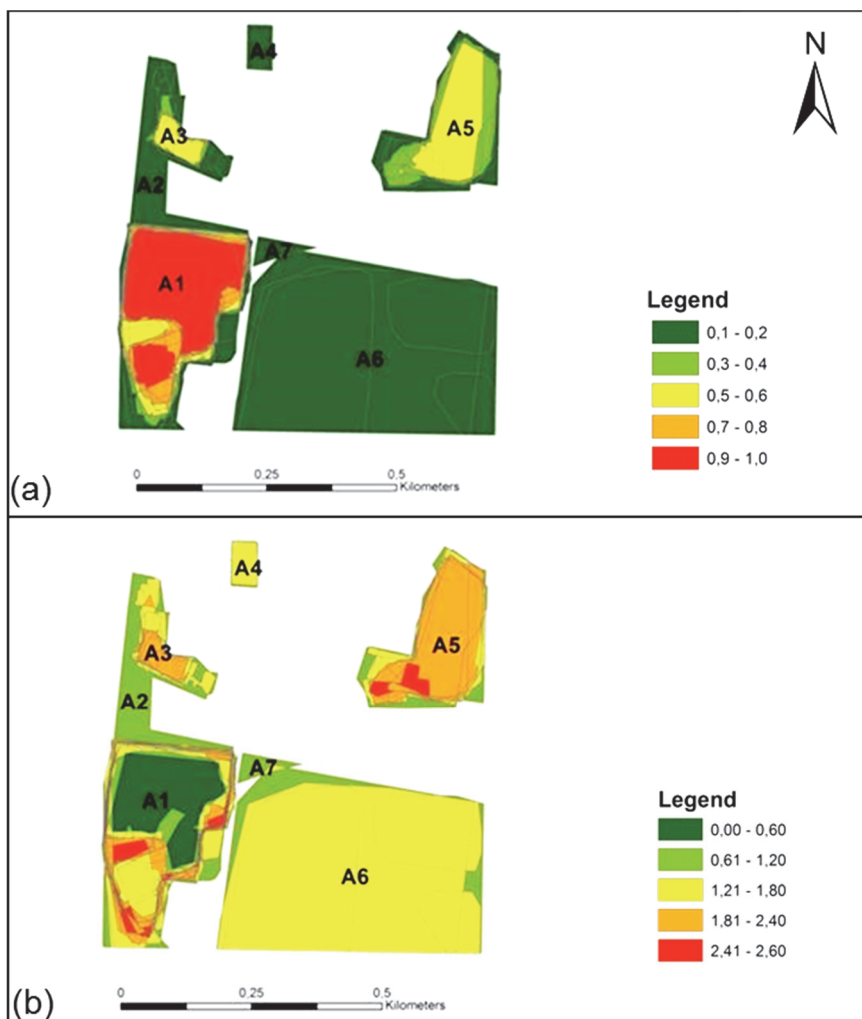 N
A4
A3
A5
A2
A7
A1
A6
Legend
0,1 - 0,2
0,3 - 0,4
0,5 - 0,6
0,7 - 0,8
0,9 - 1,0
0 0,25 0,5
Kilometers
(a)
A4
A3
A5
A2
A7
A1
A6
Legend
0,00 - 0,60
0,61 - 1,20
1,21 - 1,80
1,81 - 2,40
2,41 - 2,60
0 0,25 0,5
Kilometers
(b)